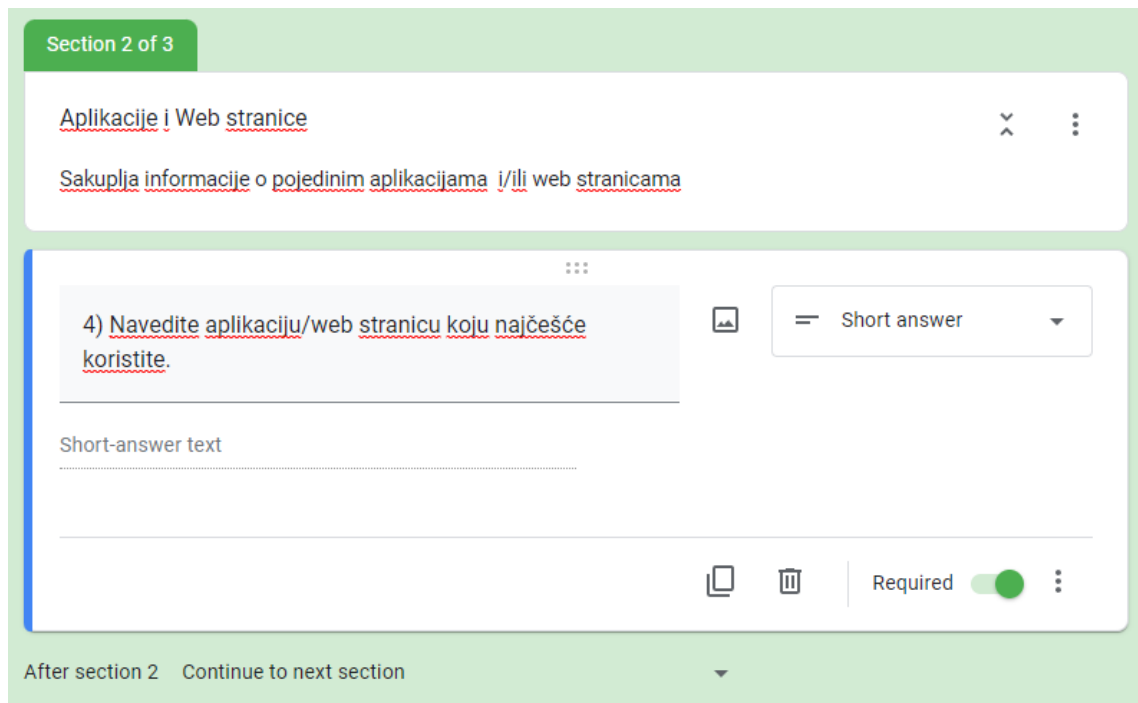 Section 2 of 3
Aplikacije i Web stranice
Sakuplja informacije o pojedinim aplikacijama  i/ili web stranicama
4) Navedite aplikaciju/web stranicu koju najčešće
koristite.
Short answer
Short-answer text
Required
After section 2 Continue to next section